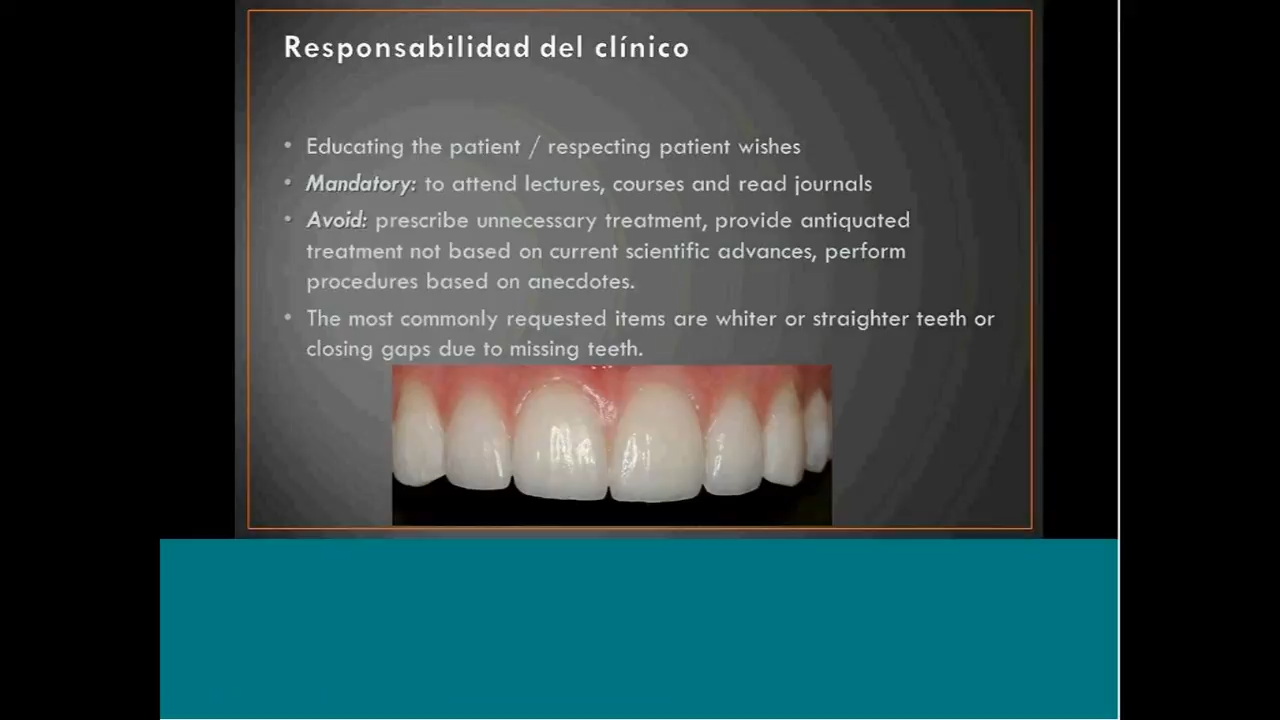 Responsabilidad del clínico
• Educating the patient / respecting patient wishes
• Mandatory: to attend lectures, courses and read journals
• Avoid: prescribe unnecessary treatment, provide antiquated
treatment not based on current scientific advances, perform
procedures based on anecdotes.
• The most commonly requested items are whiter or straighter teeth or
closing gaps due to missing teeth.